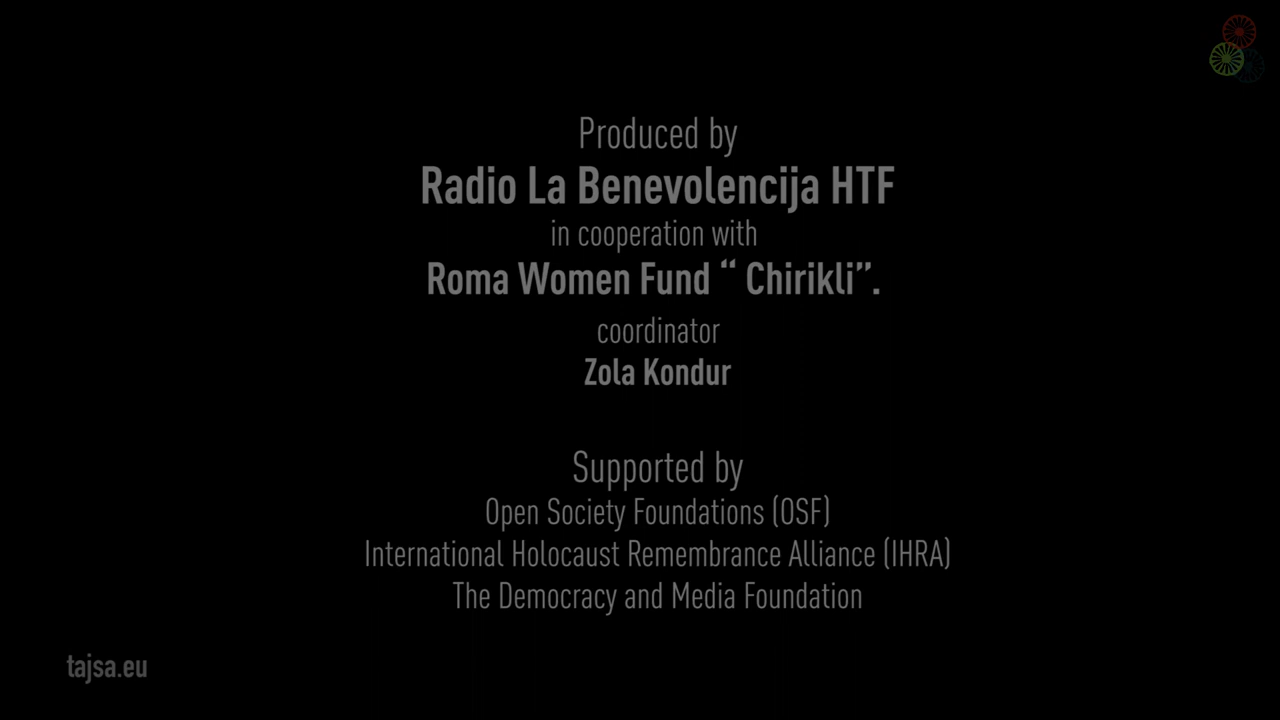 Produced by
Radio La Benevolencija HTF
in cooperation with
Roma Women Fund “ Chirikli”.
coordinator
Zola Kondur
Supported by
Open Society Foundations (OSF)
International Holocaust Remembrance Alliance (IHRA)
The Democracy and Media Foundation
tajsa.eu